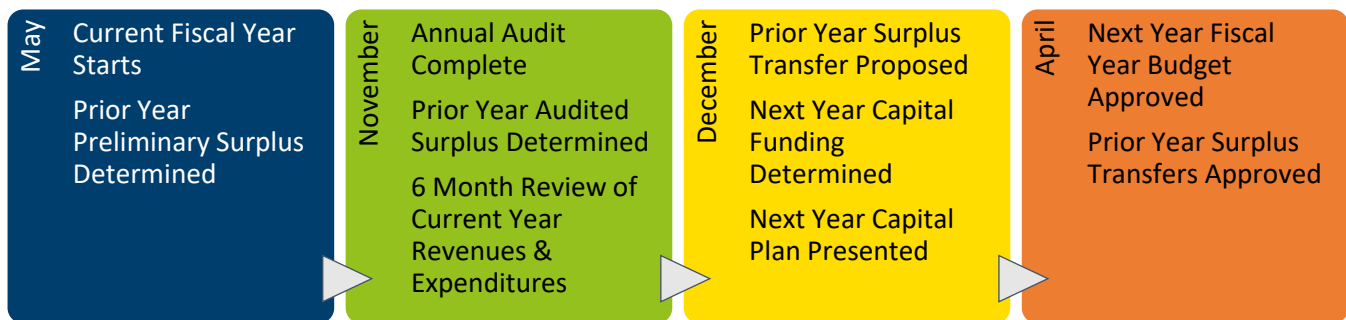 May
Current Fiscal Year
Starts
Prior Year
Preliminary Surplus
Determined
November
Annual Audit
Complete
Prior Year Audited
Surplus Determined
6 Month Review of
Current Year
Revenues &
Expenditures
December
Prior Year Surplus
Transfer Proposed
Next Year Capital
Funding
Determined
Next Year Capital
Plan Presented
April
Next Year Fiscal
Year Budget
Approved
Prior Year Surplus
Transfers Approved